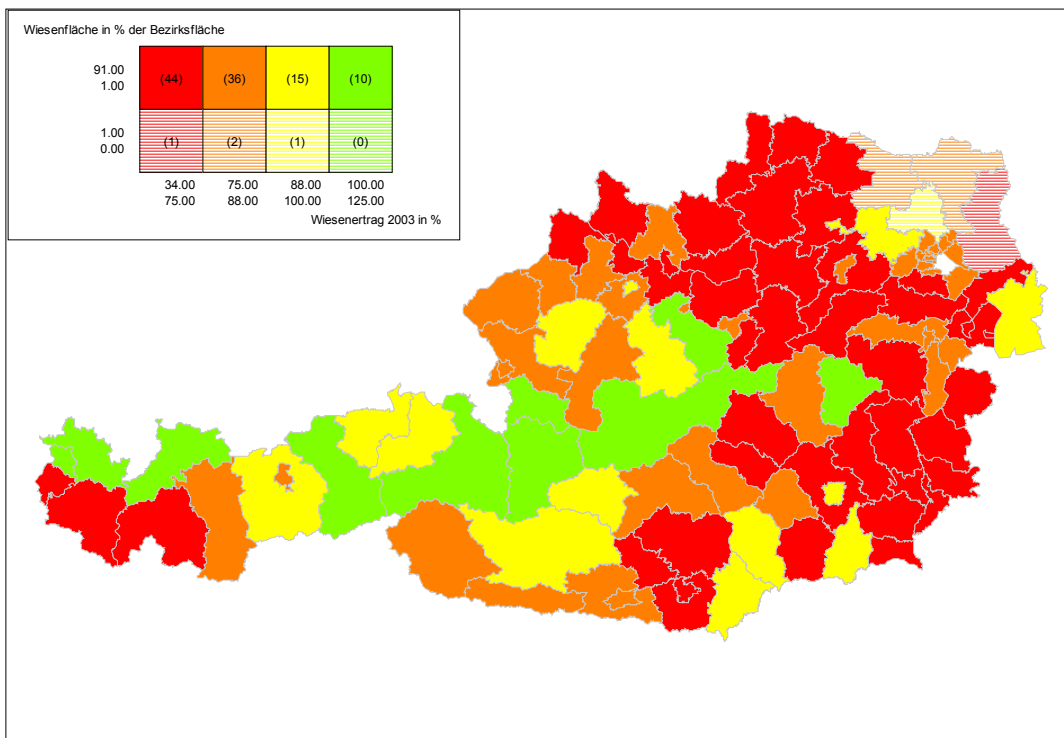 Wiesenfläche in % der Bezirksfläche
91.00
1.00
(44) (36) (15) (10)
1.00
0.00
(1) (2) (1) (0)
34.00 75.00 88.00 100.00
75.00 88.00 100.00 125.00
Wiesenertrag 2003 in %